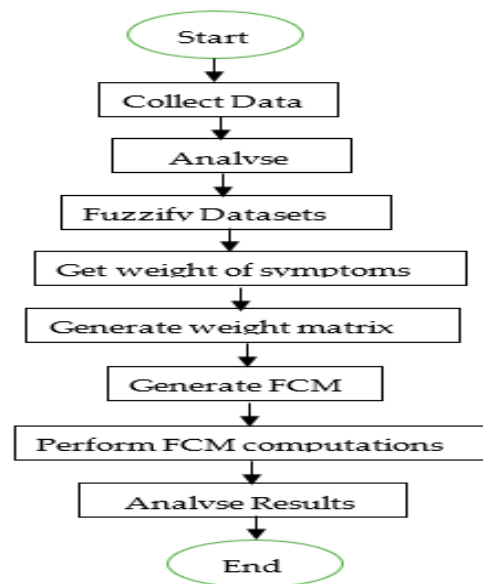 Start
Collect Data
Analyse
Fuzzify Datasets
Get weight of symptoms
Generate weight matrix
Generate FCM
Perform FCM computations
Analyse Results
End